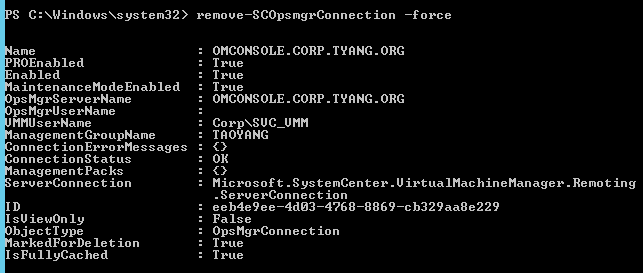 PS C:\Windows\system32> remove-SCOpsmgrConnection -force
Name : OMCONSOLE.CORP.TYANG.ORG
PROEnabled : True
Enabled : True
MaintenanceModeEnabled : True
OpsMgrServerName : OMCONSOLE.CORP.TYANG.ORG
OpsMgrUserName :
VMMUserName : Corp\SVC_VMM
ManagementGroupName : TAOYANG
ConnectionErrorMessages : {}
ConnectionStatus : OK
ManagementPacks : {}
ServerConnection : Microsoft.SystemCenter.VirtualMachineManager.Remoting
.ServerConnection
ID : eeb4e9ee-4d03-4768-8869-cb329aa8e229
IsViewOnly : False
ObjectType : OpsMgrConnection
MarkedForDeletion : True
IsFullyCached : True